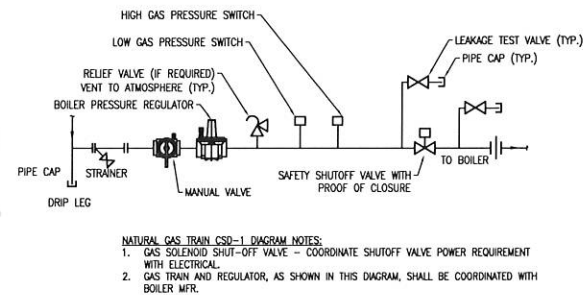 HIGH GAS PRESSURE SWITCH
LOW GAS PRESSURE SWITCH
LEAKAGE TEST VALVE (TYP.)
PIPE CAP (TYP.)
RELIEF VALVE (IF REQUIRED)
VENT TO ATMOSPHERE (TYP.)
BOILER PRESSURE REGULATOR
PIPE CAP
STRAINER
MANUAL VALVE
SAFETY SHUTOFF VALVE WITH
PROOF OF CLOSURE
TO BOILER
DRIP LEG
NATURAL GAS TRAIN CSD-1 DIAGRAM NOTES:
1. GAS SOLENOID SHUT-OFF VALVE – COORDINATE SHUTOFF VALVE POWER REQUIREMENT
WITH ELECTRICAL.
2. GAS TRAIN AND REGULATOR, AS SHOWN IN THIS DIAGRAM, SHALL BE COORDINATED WITH
BOILER MFR.